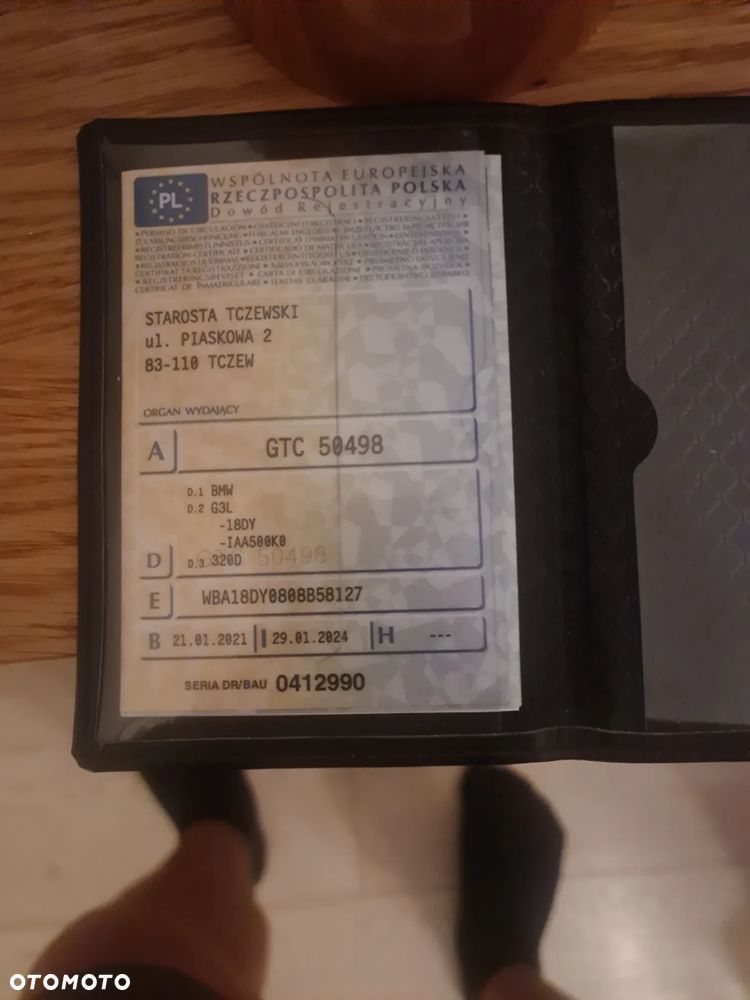 PL
WSPÓLNOTA EUROPEJSKA
RZECZPOSPOLITA POLSKA
Dowód Rejestracyjny
STAROSTA TCZEWSKI
ul. PIASKOWA 2
83-110 TCZEW
ORGAN WYDAJĄCY
A GTC 50498
D.1 BMW
D.2 G3L
-18DY
-IAA500K0
D D.3 320D
E WBA18DY0808B58127
B 21.01.2021 I 29.01.2024 H ---
SERIA DR/BAU 0412990
OTOMOTO